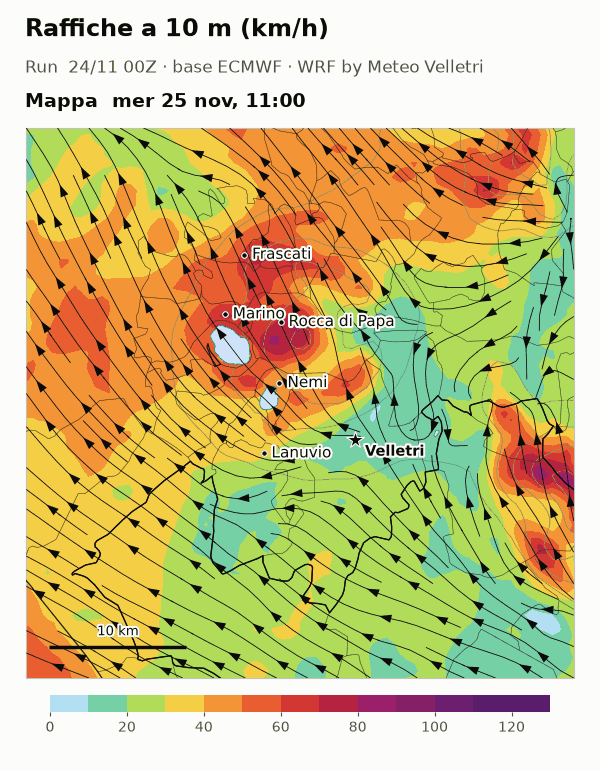 Raffiche a 10 m (km/h)
Run  24/11 00Z · base ECMWF · WRF by Meteo Velletri
Mappa  mer 25 nov, 11:00
Frascati
Marino
Rocca di Papa
Nemi
Velletri
Lanuvio
10 km
0 20 40 60 80 100 120